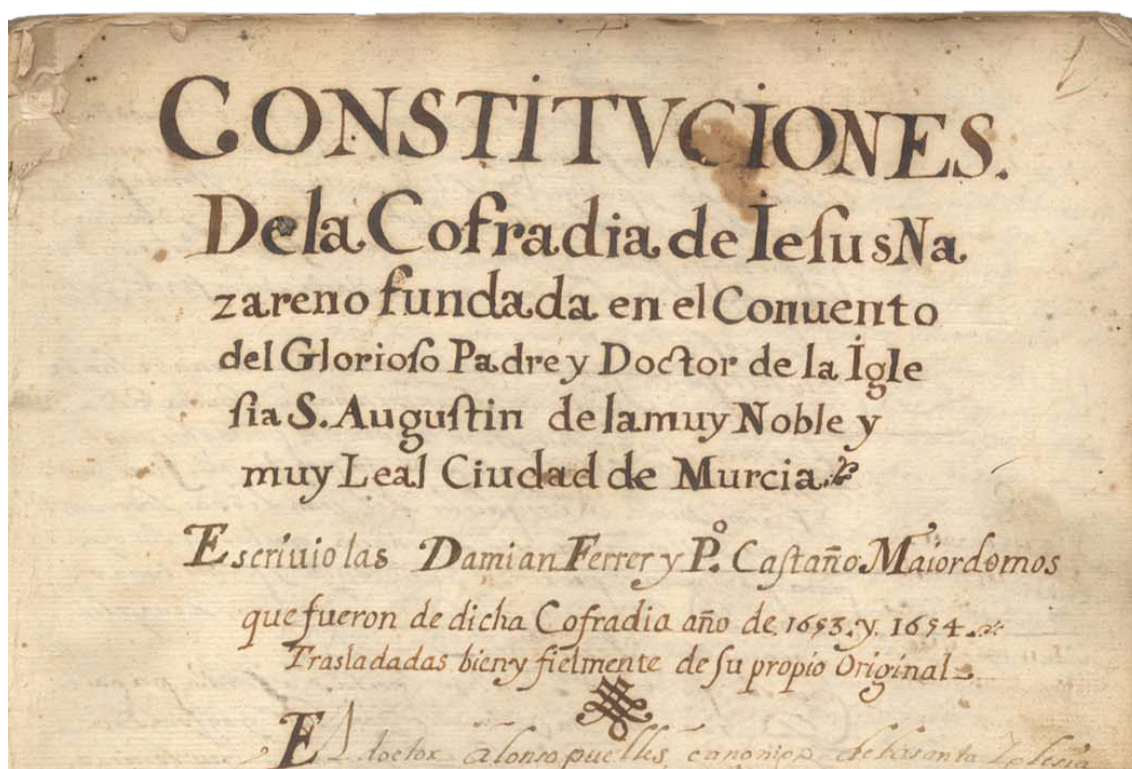 CONSTITVCIONES.
De la Cofradia de Iesus Na
zareno fundada en el Conuento
del Glorioſo Padre y Doctor de la Igle
ſia S. Auguſtin de la muy Noble y
muy Leal Ciudad de Murcia.
Escriuio las Damian Ferrer y P.º Caſtaño Maiordomos
que fueron de dicha Cofradia año de 1653. y 1654.
Trasladadas bien y fielmente de ſu propio Original
El doctor alonso puelles canonigo de la santa Iglesia